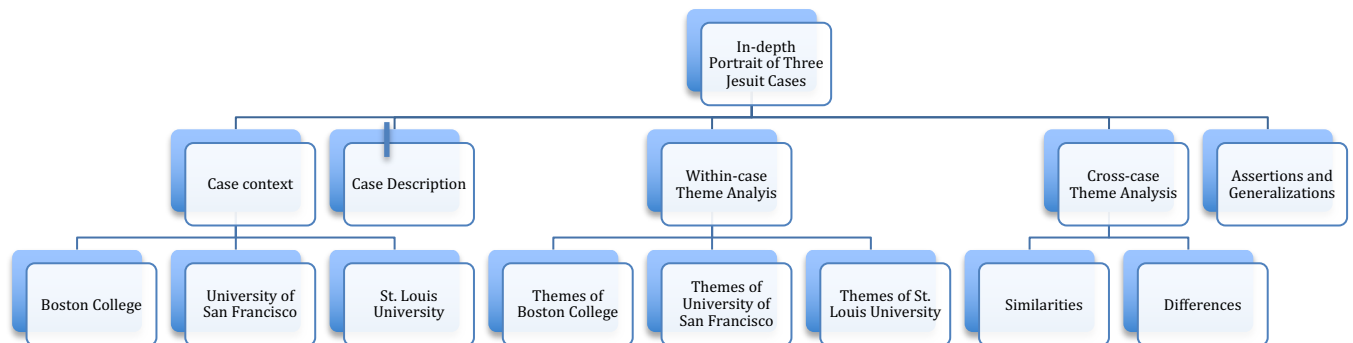 In-depth
Portrait of Three
Jesuit Cases
Case context
Case Description
Within-case
Theme Analyis
Cross-case
Theme Analysis
Assertions and
Generalizations
Boston College
University of
San Francisco
St. Louis
University
Themes of
Boston College
Themes of
University of
San Francisco
Themes of St.
Louis University
Similarities
Differences